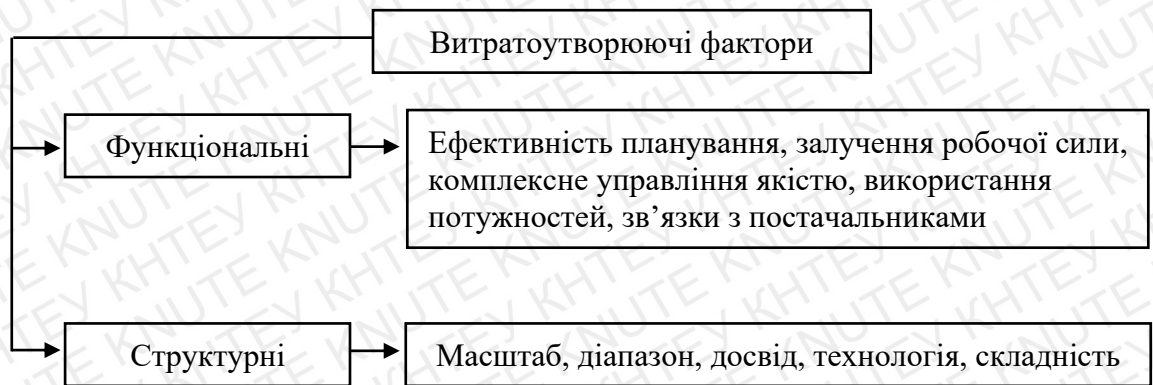 Витратоутворюючі фактори
Функціональні
Ефективність планування, залучення робочої сили,
комплексне управління якістю, використання
потужностей, зв’язки з постачальниками
Структурні
Масштаб, діапазон, досвід, технологія, складність